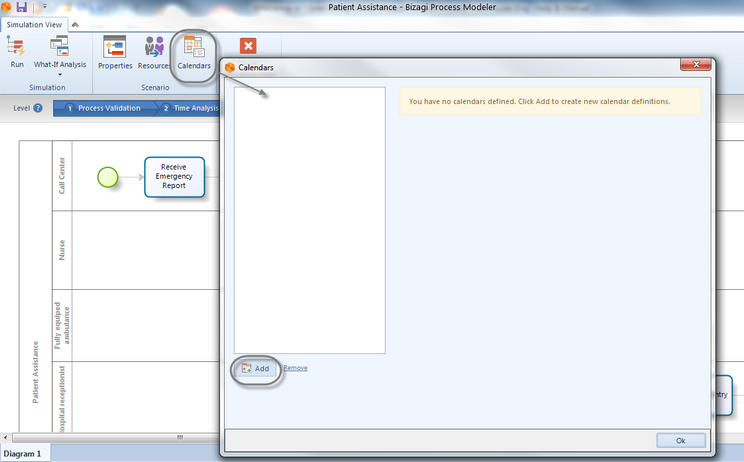 Patient Assistance - Bizagi Process Modeler
Simulation View
Run
What-If Analysis
Properties
Resources
Calendars
Simulation
Scenario
Level ?
1 Process Validation
2 Time Analysis
Calendars
You have no calendars defined. Click Add to create new calendar definitions.
Add
Remove
Ok
Patient Assistance
Call Center
Receive
Emergency
Report
Nurse
Fully equiped
ambulance
Hospital receptionist
ntry
Diagram 1